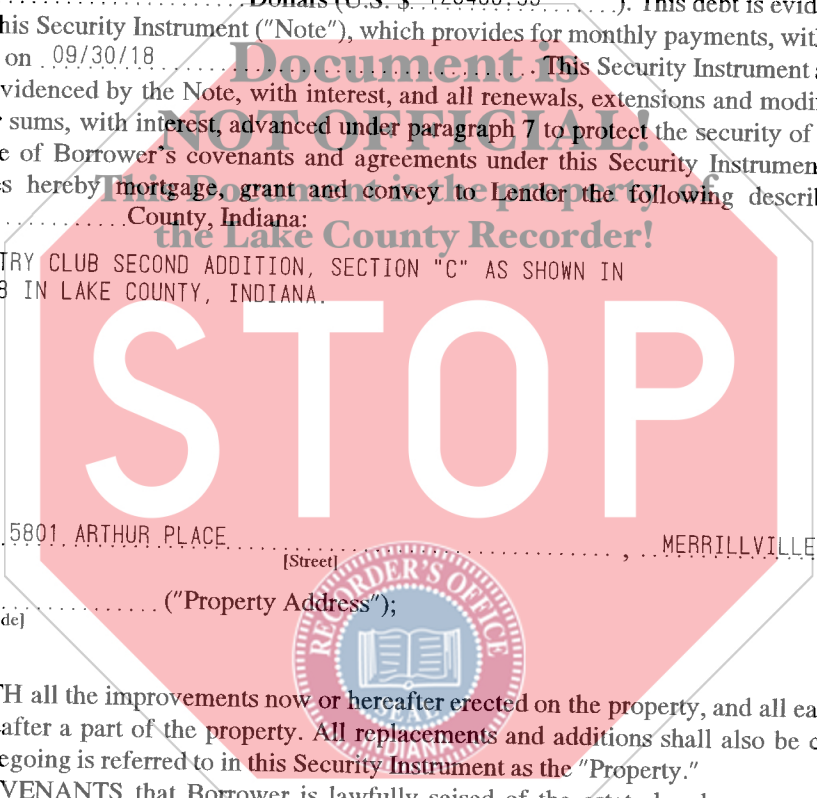 Dollars (U.S. $ ). This debt is evid
his Security Instrument ("Note"), which provides for monthly payments, wit
on 09/30/18 This Security Instrument
Document is
videnced by the Note, with interest, and all renewals, extensions and modi
NOT OFFICIAL!
r sums, with interest, advanced under paragraph 7 to protect the security of
e of Borrower's covenants and agreements under this Security Instrumen
s hereby mortgage, grant and convey to Lender the following descri
This Document is the property of
County, Indiana:
the Lake County Recorder!
TRY CLUB SECOND ADDITION, SECTION "C" AS SHOWN IN
8 IN LAKE COUNTY, INDIANA.
STOP
5801 ARTHUR PLACE , MERRILLVILLE
[Street]
("Property Address");
de]
RECORDER'S OFFICE
SEAL
INDIANA
TH all the improvements now or hereafter erected on the property, and all ea
after a part of the property. All replacements and additions shall also be c
egoing is referred to in this Security Instrument as the "Property."
VENANTS that Borrower is lawfully seised of the